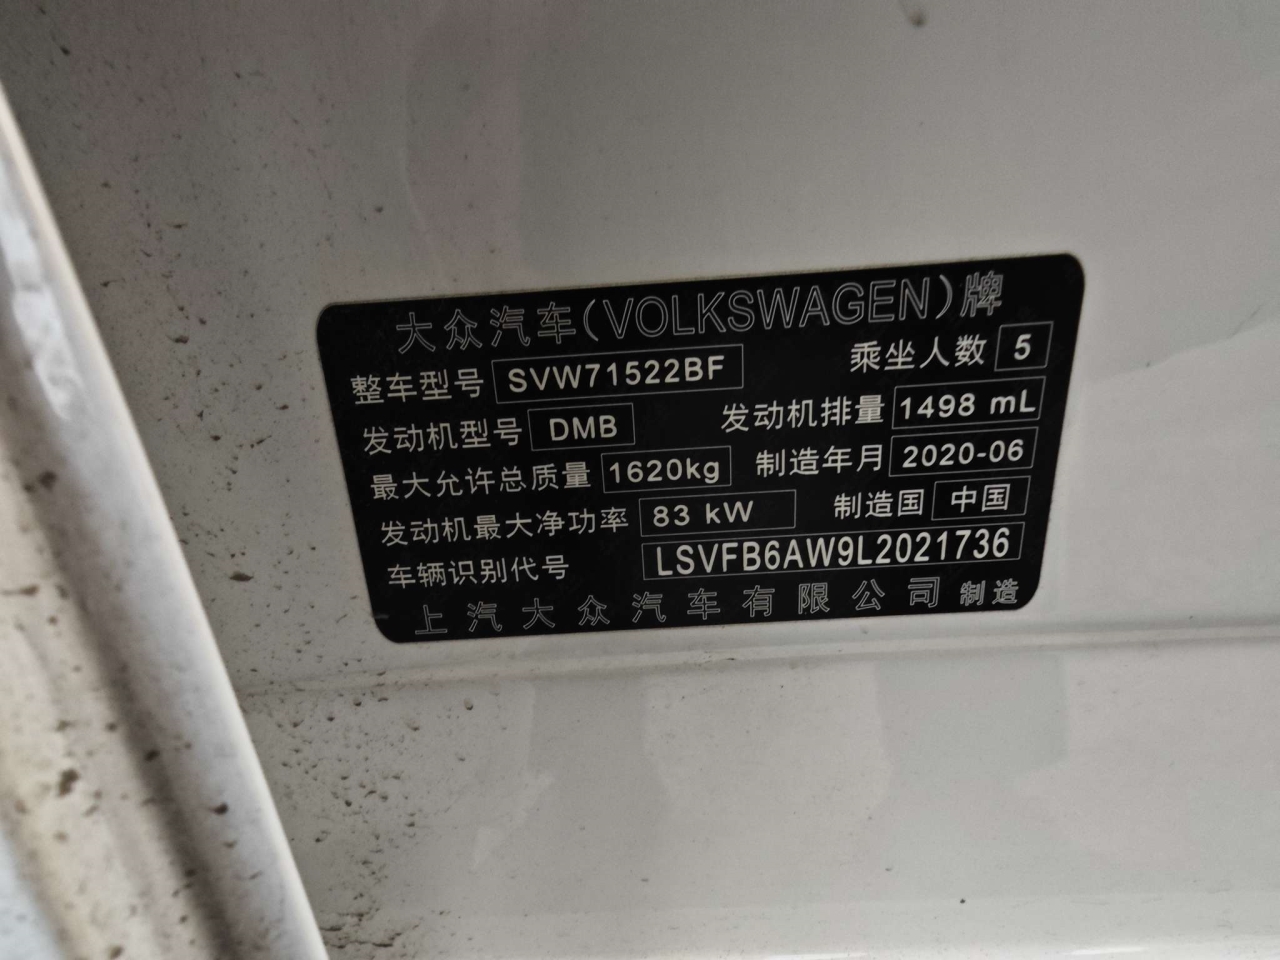 大众汽车(VOLKSWAGEN)牌
整车型号 SVW71522BF 乘坐人数 5
发动机型号 DMB 发动机排量 1498 mL
最大允许总质量 1620kg 制造年月 2020-06
发动机最大净功率 83 kW 制造国 中国
车辆识别代号 LSVFB6AW9L2021736
上汽大众汽车有限公司 制造